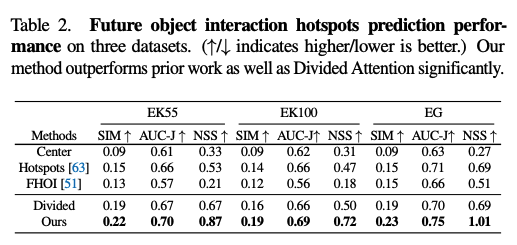 Table 2. Future object interaction hotspots prediction perfor-
mance on three datasets. (↑/↓ indicates higher/lower is better.) Our
method outperforms prior work as well as Divided Attention significantly.
EK55 EK100 EG
Methods SIM ↑ AUC-J ↑ NSS ↑ SIM ↑ AUC-J↑ NSS ↑ SIM ↑ AUC-J↑ NSS ↑
Center 0.09 0.61 0.33 0.09 0.62 0.31 0.09 0.63 0.27
Hotspots [63] 0.15 0.66 0.53 0.14 0.66 0.47 0.15 0.71 0.69
FHOI [51] 0.13 0.57 0.21 0.12 0.56 0.18 0.15 0.66 0.51
Divided 0.19 0.67 0.67 0.16 0.66 0.50 0.19 0.70 0.69
Ours 0.22 0.70 0.87 0.19 0.69 0.72 0.23 0.75 1.01